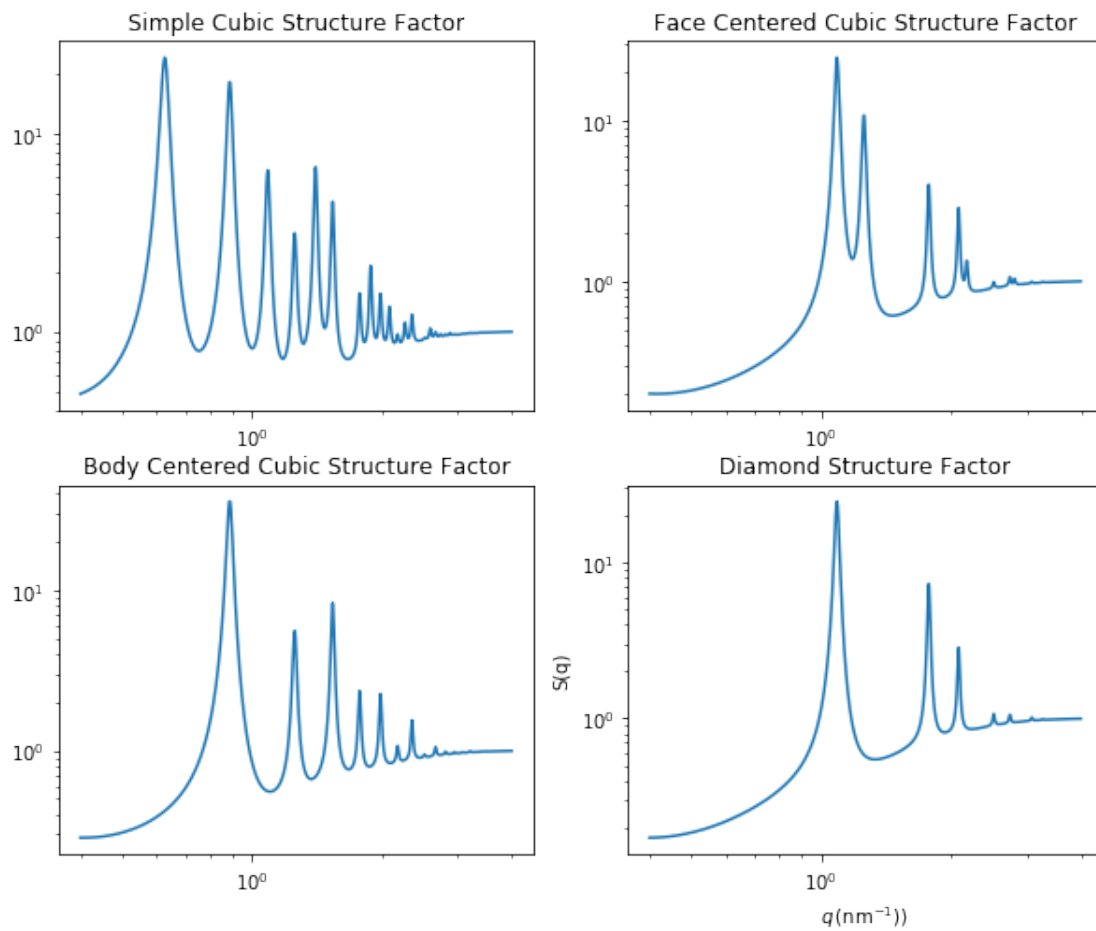 Simple Cubic Structure Factor
10¹
10⁰
10⁰
Face Centered Cubic Structure Factor
10¹
10⁰
10⁰
Body Centered Cubic Structure Factor
10¹
10⁰
10⁰
Diamond Structure Factor
S(q)
10¹
10⁰
10⁰
q(nm⁻¹))